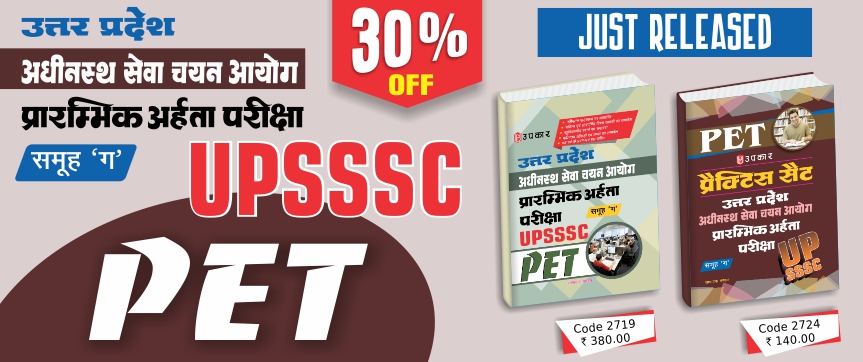 उत्तर प्रदेश
अधीनस्थ सेवा चयन आयोग
प्रारम्भिक अर्हता परीक्षा
समूह ‘ग’
UPSSSC
PET
30%
OFF
JUST RELEASED
उपकार
उत्तर प्रदेश
अधीनस्थ सेवा चयन आयोग
प्रारम्भिक अर्हता
परीक्षा
समूह ‘ग’
UPSSSC
PET
Code 2719
₹ 380.00
PET
उपकार
प्रैक्टिस सैट
उत्तर प्रदेश
अधीनस्थ सेवा चयन आयोग
प्रारम्भिक अर्हता
परीक्षा
समूह ‘ग’
UP
SSSC
Code 2724
₹ 140.00